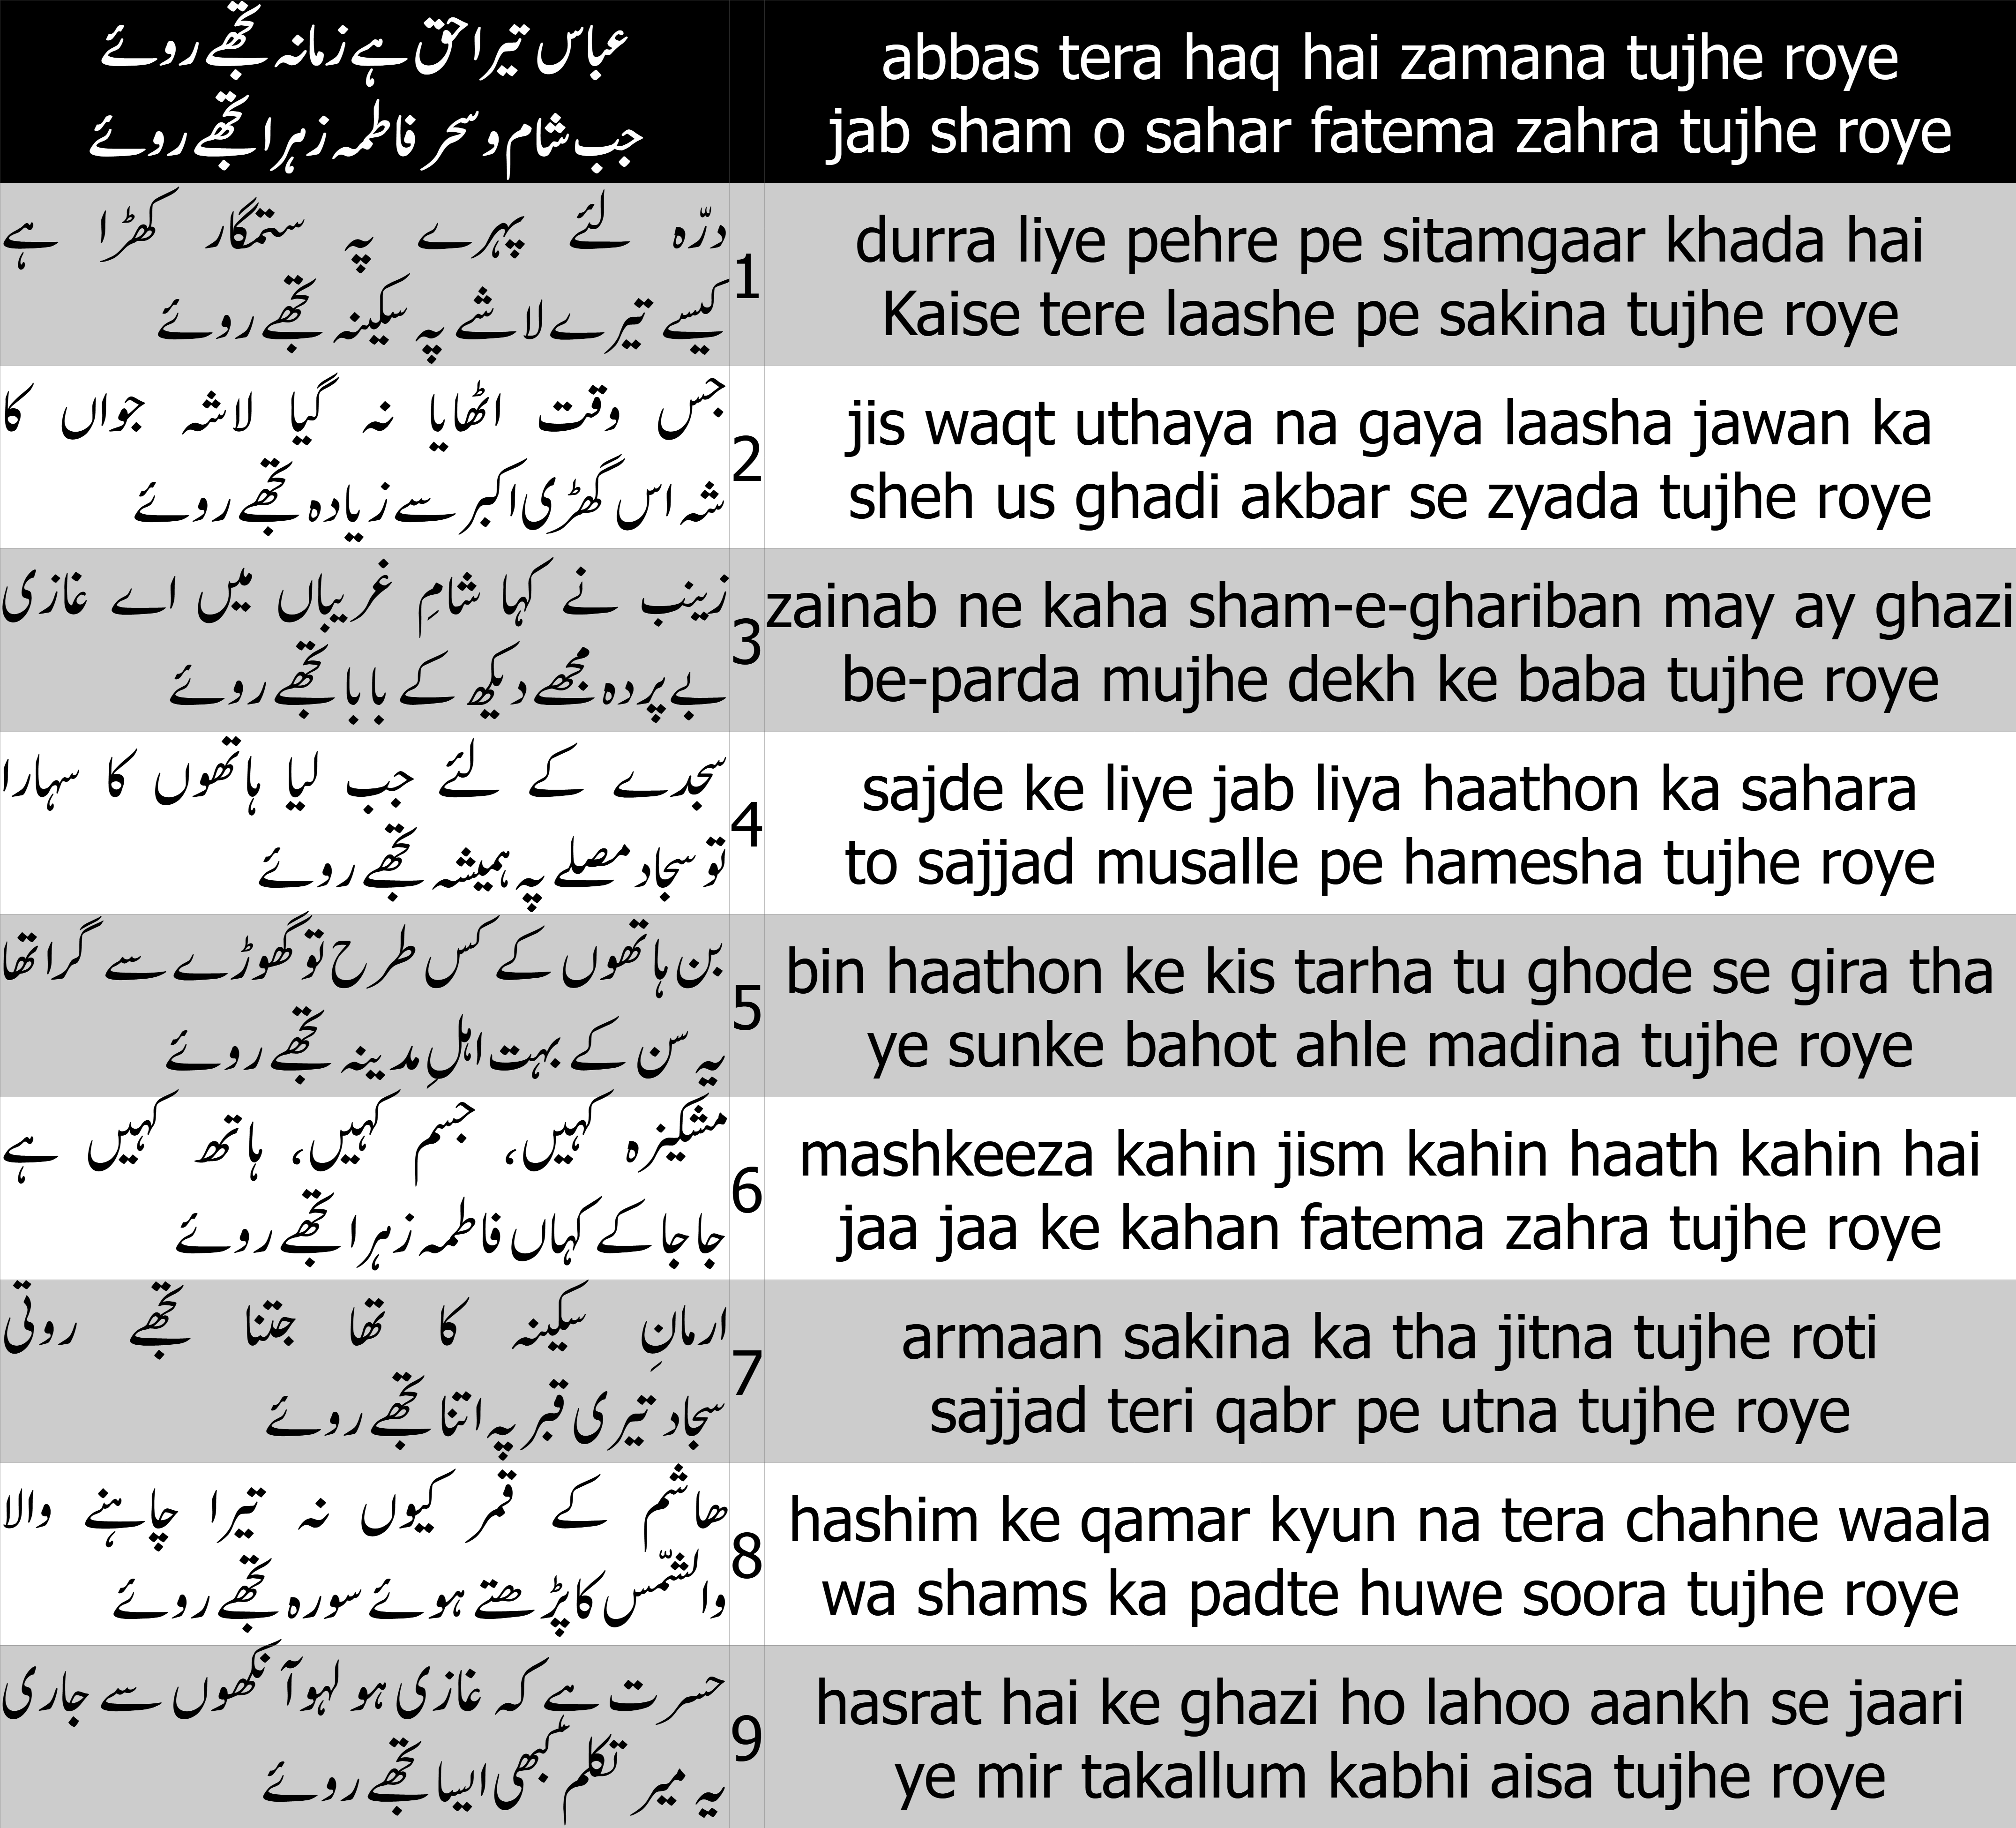 عباس تیرا حق ہے زمانہ تجھے روئے
جب شام و سحر فاطمہ زہرا تجھے روئے
abbas tera haq hai zamana tujhe roye
jab sham o sahar fatema zahra tujhe roye
درّہ لئے پہرے پہ ستمگار کھڑا ہے
کیسے تیرے لاشے پہ سکینہ تجھے روئے
1
durra liye pehre pe sitamgaar khada hai
Kaise tere laashe pe sakina tujhe roye
جس وقت اٹھایا نہ گیا لاشہ جواں کا
شہ اس گھڑی اکبر سے زیادہ تجھے روئے
2
jis waqt uthaya na gaya laasha jawan ka
sheh us ghadi akbar se zyada tujhe roye
زینب نے کہا شامِ غریباں میں اے غازی
بے پردہ مجھے دیکھ کے بابا تجھے روئے
3
zainab ne kaha sham-e-ghariban may ay ghazi
be-parda mujhe dekh ke baba tujhe roye
سجدے کے لئے جب لیا ہاتھوں کا سہارا
تو سجاد مصلے پہ ہمیشہ تجھے روئے
4
sajde ke liye jab liya haathon ka sahara
to sajjad musalle pe hamesha tujhe roye
بن ہاتھوں کے کس طرح تو گھوڑے سے گرا تھا
یہ سن کے بہت اہلِ مدینہ تجھے روئے
5
bin haathon ke kis tarha tu ghode se gira tha
ye sunke bahot ahle madina tujhe roye
مشکیزہ کہیں، جسم کہیں، ہاتھ کہیں ہے
جا جا کے کہاں فاطمہ زہرا تجھے روئے
6
mashkeeza kahin jism kahin haath kahin hai
jaa jaa ke kahan fatema zahra tujhe roye
ارمانِ سکینہ کا تھا جتنا تجھے روتی
سجاد تیری قبر پہ اتنا تجھے روئے
7
armaan sakina ka tha jitna tujhe roti
sajjad teri qabr pe utna tujhe roye
ھاشم کے قمر کیوں نہ تیرا چاہنے والا
والشّمس کا پڑھتے ہوئے سورہ تجھے روئے
8
hashim ke qamar kyun na tera chahne waala
wa shams ka padte huwe soora tujhe roye
حسرت ہے کہ غازی ہو لہو آنکھوں سے جاری
یہ میر تکلم کبھی ایسا تجھے روئے
9
hasrat hai ke ghazi ho lahoo aankh se jaari
ye mir takallum kabhi aisa tujhe roye